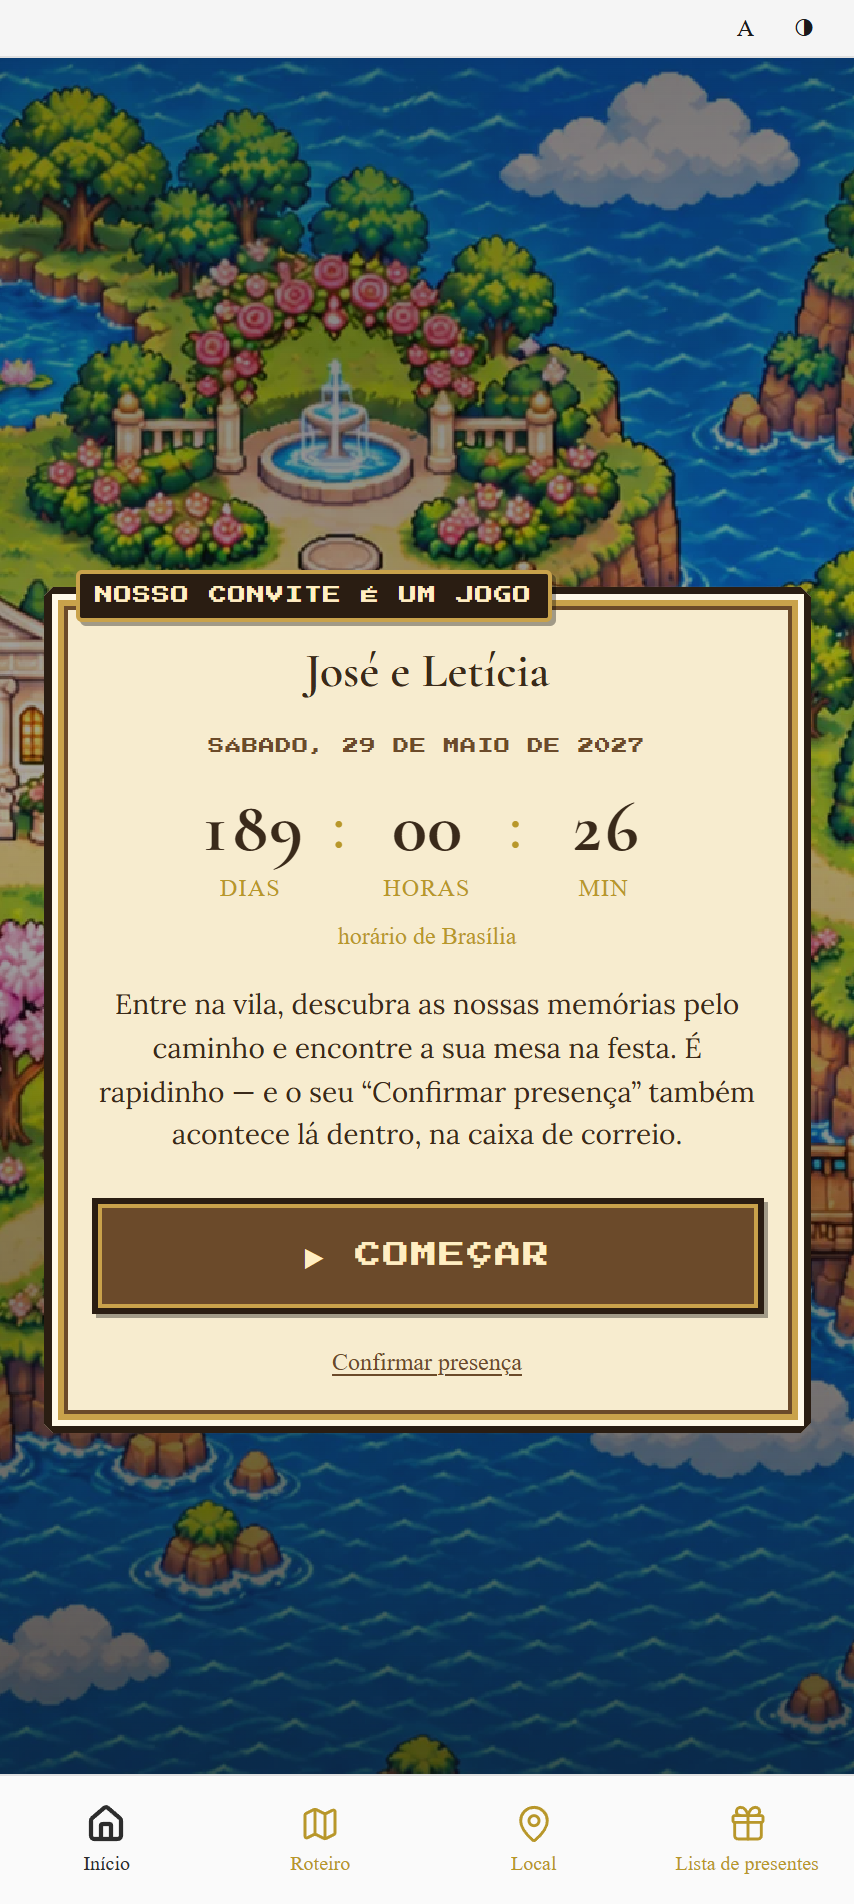 A
NOSSO CONVITE É UM JOGO
José e Letícia
SÁBADO, 29 DE MAIO DE 2027
189 : 00 : 26
DIAS HORAS MIN
horário de Brasília
Entre na vila, descubra as nossas memórias pelo
caminho e encontre a sua mesa na festa. É
rapidinho — e o seu “Confirmar presença” também
acontece lá dentro, na caixa de correio.
▶ COMEÇAR
Confirmar presença
Início Roteiro Local Lista de presentes